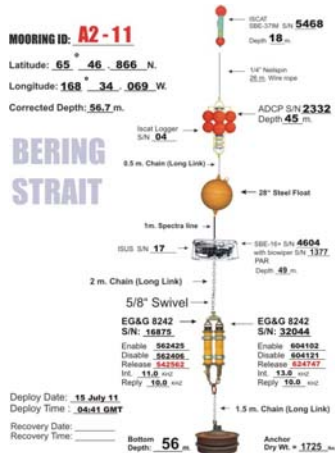 MOORING ID: A2 - 11
Latitude: 65 ° 46 . 866 N.
Longitude: 168 ° 34 . 069 W.
Corrected Depth: 56.7 m.
BERING
STRAIT
ISCAT
SBE-37IM S/N 5468
Depth 18 m.
1/4" Nilspin
26 m. Wire rope
ADCP S/N 2332
Depth 45 m.
Iscat Logger
S/N 04
0.5 m. Chain (Long Link)
28" Steel Float
1m. Spectra line
ISUS S/N 17
SBE-16+ S/N 4604
with biowiper S/N 1377
PAR
Depth 49 m.
2 m. Chain (Long Link)
5/8" Swivel
EG&G 8242
S/N: 16875
Enable 562425
Disable 562406
Release 542562
Int. 11.0 KHZ
Reply 10.0 KHZ
EG&G 8242
S/N: 32044
Enable 604102
Disable 604121
Release 624747
Int. 13.0 KHZ
Reply 10.0 KHZ
Deploy Date: 15 July 11
Deploy Time : 04:41 GMT
Recovery Date:
Recovery Time:
1.5 m. Chain (Long Link)
Bottom
Depth: 56 m.
Anchor
Dry Wt. = 1725 lbs